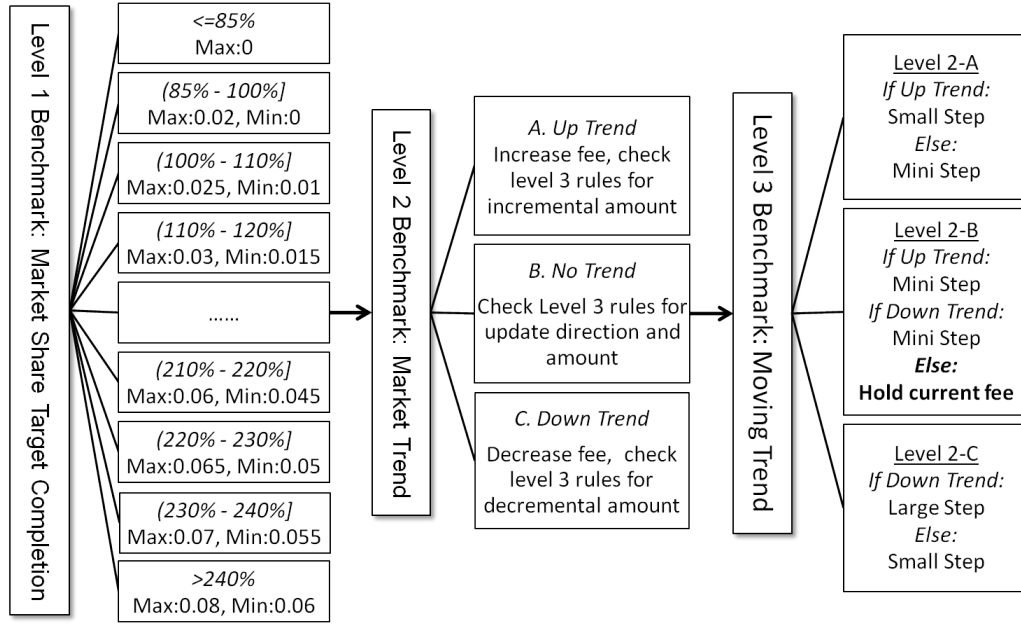 Level 1 Benchmark: Market Share Target Completion
<=85%
Max:0
(85% - 100%]
Max:0.02, Min:0
(100% - 110%]
Max:0.025, Min:0.01
(110% - 120%]
Max:0.03, Min:0.015
......
(210% - 220%]
Max:0.06, Min:0.045
(220% - 230%]
Max:0.065, Min:0.05
(230% - 240%]
Max:0.07, Min:0.055
>240%
Max:0.08, Min:0.06
Level 2 Benchmark: Market Trend
A. Up Trend
Increase fee, check
level 3 rules for
incremental amount
B. No Trend
Check Level 3 rules for
update direction and
amount
C. Down Trend
Decrease fee, check
level 3 rules for
decremental amount
Level 3 Benchmark: Moving Trend
Level 2-A
If Up Trend:
Small Step
Else:
Mini Step
Level 2-B
If Up Trend:
Mini Step
If Down Trend:
Mini Step
Else:
Hold current fee
Level 2-C
If Down Trend:
Large Step
Else:
Small Step